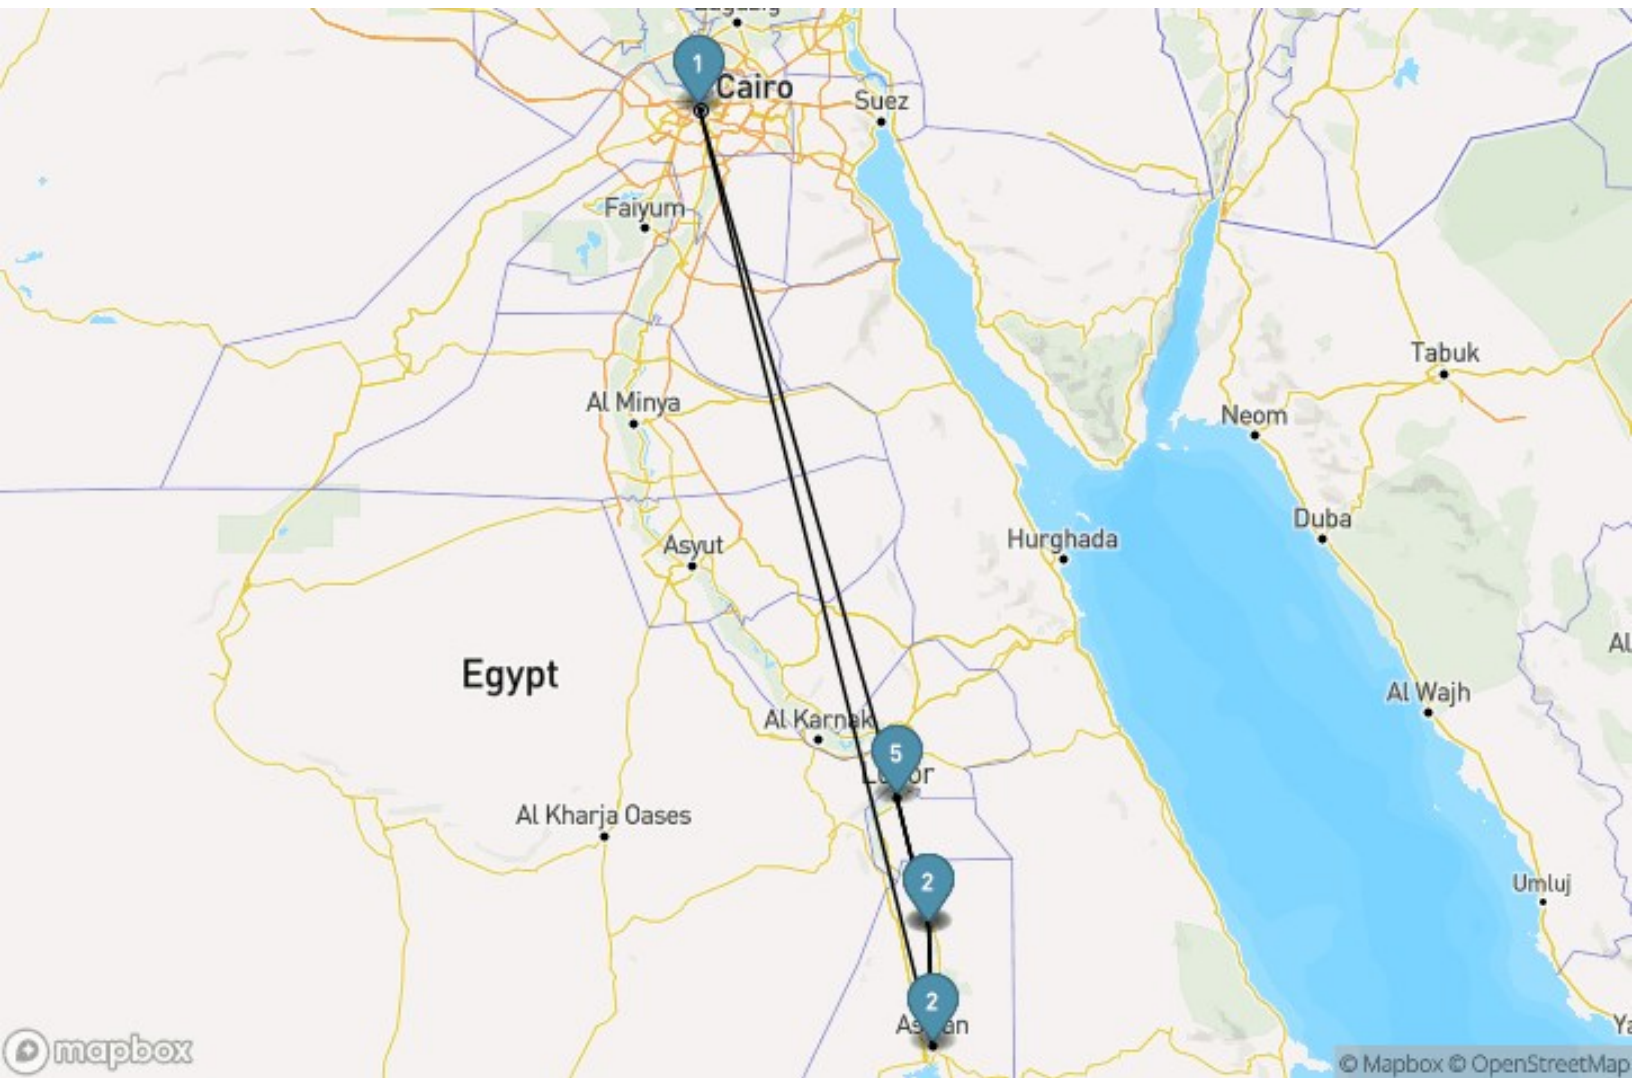 1
Cairo
Suez
Faiyum
Tabuk
Al Minya
Neom
Duba
Hurghada
Asyut
Egypt
Al Wajh
Al Karnak
5
Al Kharja Oases
2
Umluj
2
mapbox
© Mapbox © OpenStreetMap